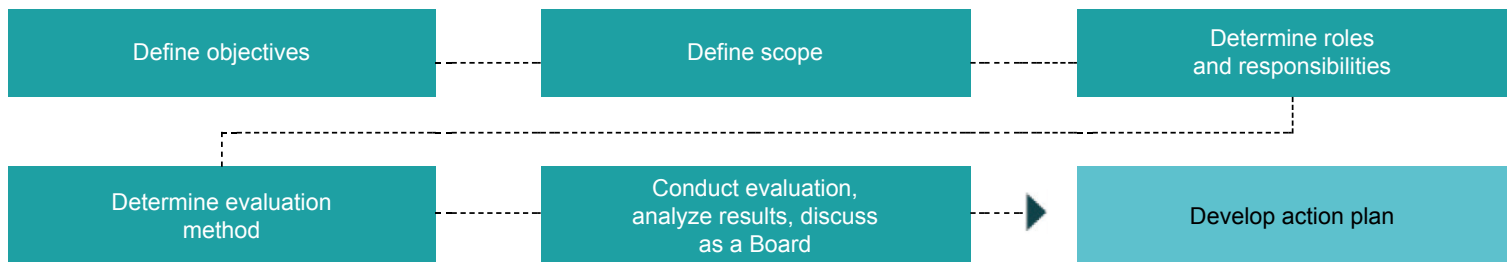 Define objectives
Define scope
Determine roles
and responsibilities
Determine evaluation
method
Conduct evaluation,
analyze results, discuss
as a Board
Develop action plan